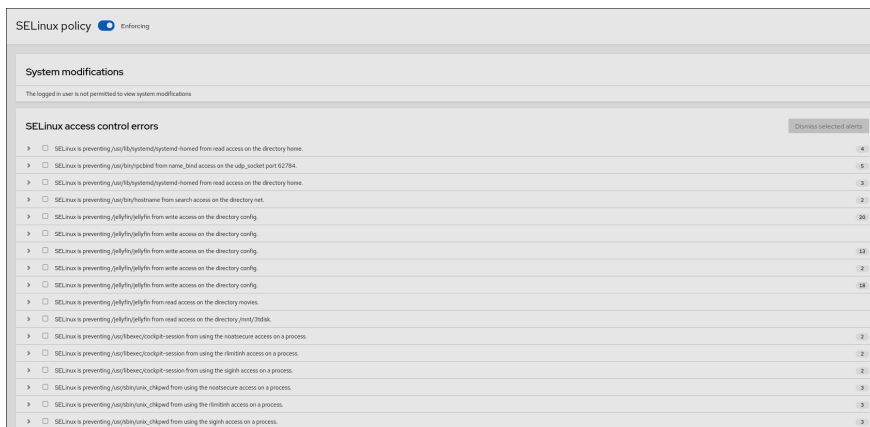 SELinux policy Enforcing
System modifications
The logged in user is not permitted to view system modifications
SELinux access control errors Dismiss selected alerts
SELinux is preventing /usr/lib/systemd/systemd-homed from read access on the directory home. 4
SELinux is preventing /usr/bin/rpcbind from name_bind access on the udp_socket port 62784. 5
SELinux is preventing /usr/lib/systemd/systemd-homed from read access on the directory home. 3
SELinux is preventing /usr/bin/hostname from search access on the directory net. 2
SELinux is preventing /jellyfin/jellyfin from write access on the directory config. 20
SELinux is preventing /jellyfin/jellyfin from write access on the directory config.
SELinux is preventing /jellyfin/jellyfin from write access on the directory config. 13
SELinux is preventing /jellyfin/jellyfin from write access on the directory config. 2
SELinux is preventing /jellyfin/jellyfin from write access on the directory config. 18
SELinux is preventing /jellyfin/jellyfin from read access on the directory movies.
SELinux is preventing /jellyfin/jellyfin from read access on the directory /mnt/3tdisk.
SELinux is preventing /usr/libexec/cockpit-session from using the noatsecure access on a process. 2
SELinux is preventing /usr/libexec/cockpit-session from using the rlimitinh access on a process. 2
SELinux is preventing /usr/libexec/cockpit-session from using the siginh access on a process. 2
SELinux is preventing /usr/sbin/unix_chkpwd from using the noatsecure access on a process. 3
SELinux is preventing /usr/sbin/unix_chkpwd from using the rlimitinh access on a process. 3
SELinux is preventing /usr/sbin/unix_chkpwd from using the siginh access on a process. 3